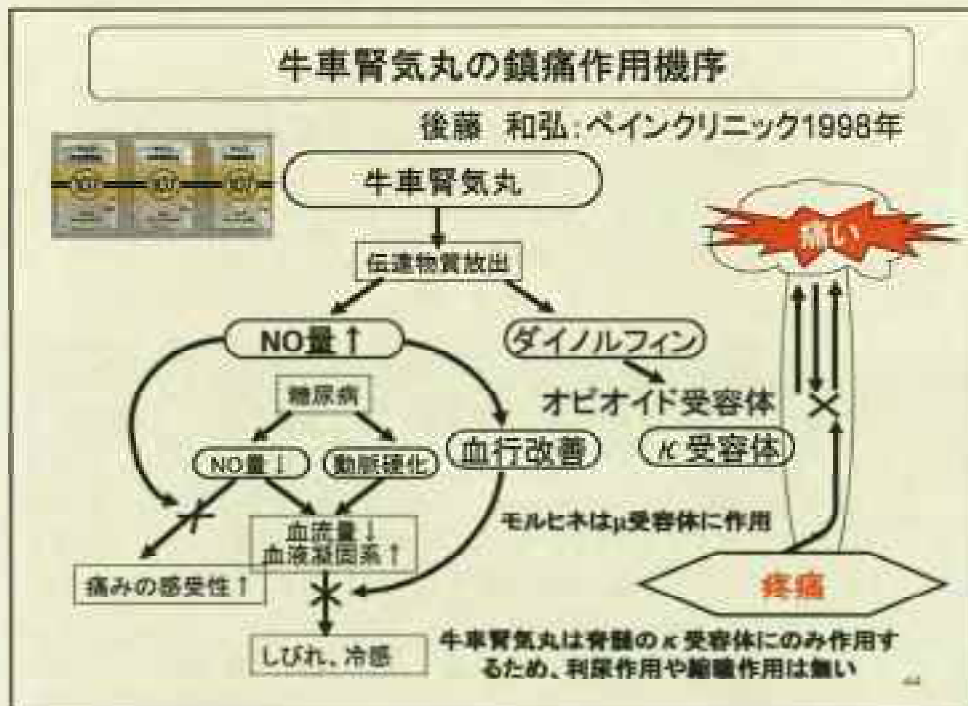 牛車腎気丸の鎮痛作用機序
後藤 和弘:ペインクリニック1998年
牛車腎気丸
痛い
伝達物質放出
NO量↑
ダイノルフィン
糖尿病
オピオイド受容体
NO量↓
動脈硬化
血行改善
κ受容体
血流量↓
血液凝固系↑
モルヒネはμ受容体に作用
痛みの感受性↑
疼痛
しびれ、冷感
牛車腎気丸は脊髄のκ受容体にのみ作用す
るため、利尿作用や縮瞳作用は無い
44